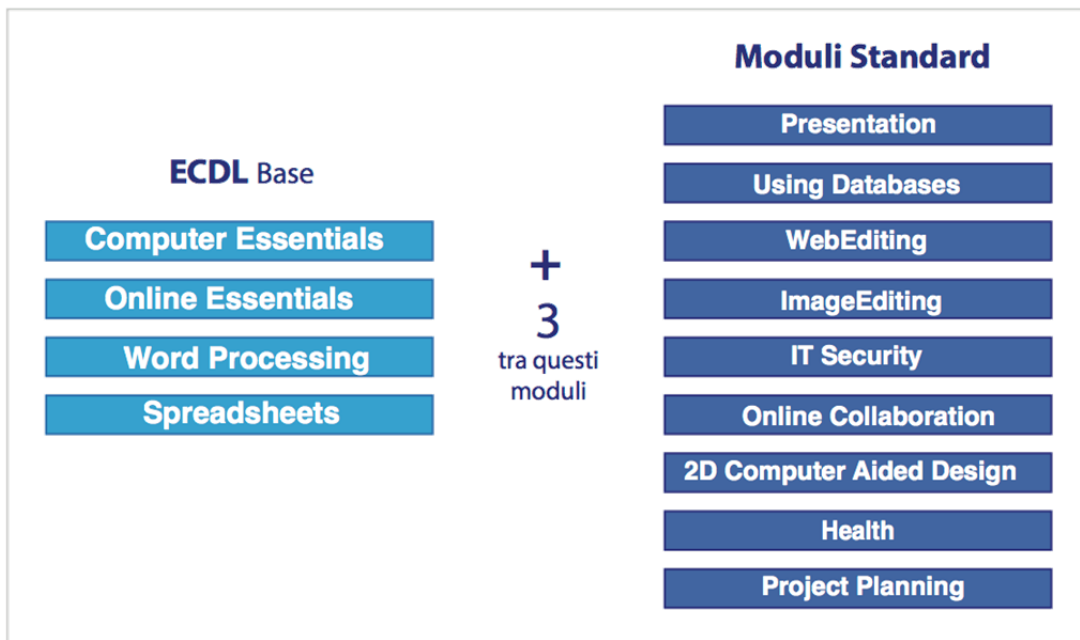 ECDL Base
Computer Essentials
Online Essentials
Word Processing
Spreadsheets
+
3
tra questi
moduli
Moduli Standard
Presentation
Using Databases
WebEditing
ImageEditing
IT Security
Online Collaboration
2D Computer Aided Design
Health
Project Planning